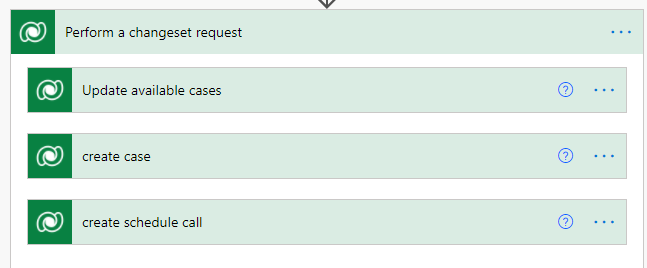 Perform a changeset request
Update available cases
create case
create schedule call